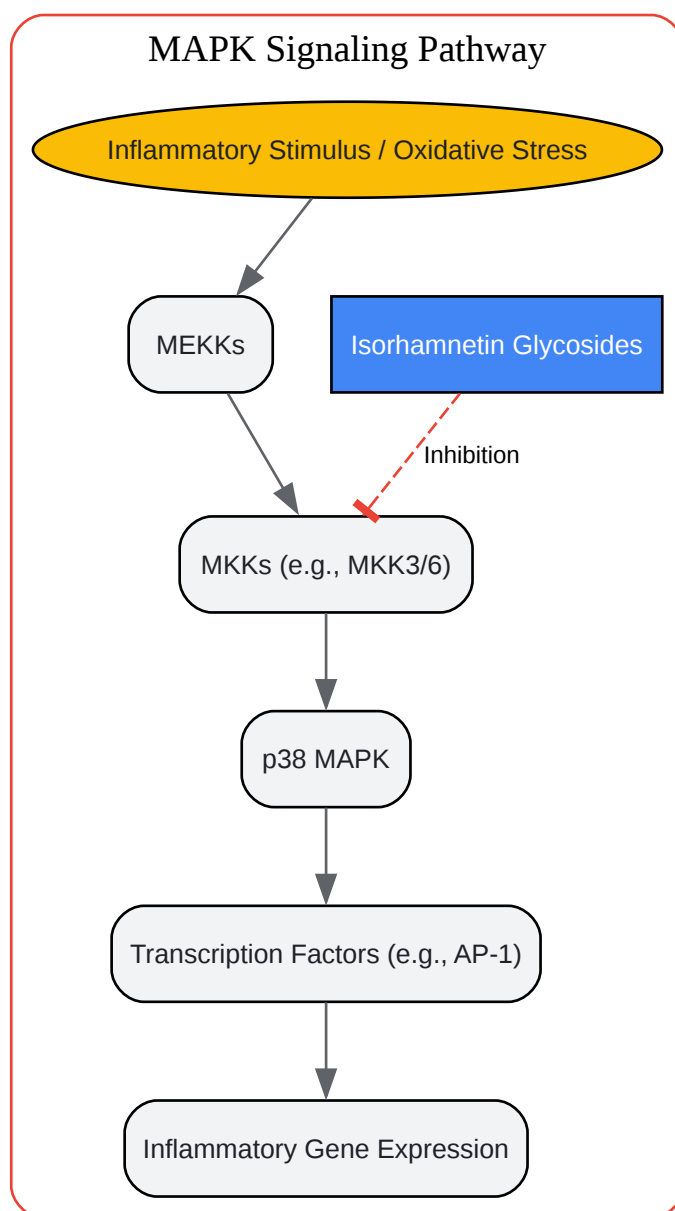 MAPK Signaling Pathway
Inflammatory Stimulus / Oxidative Stress
MEKKs
Isorhamnetin Glycosides
Inhibition
MKKs (e.g., MKK3/6)
p38 MAPK
Transcription Factors (e.g., AP-1)
Inflammatory Gene Expression